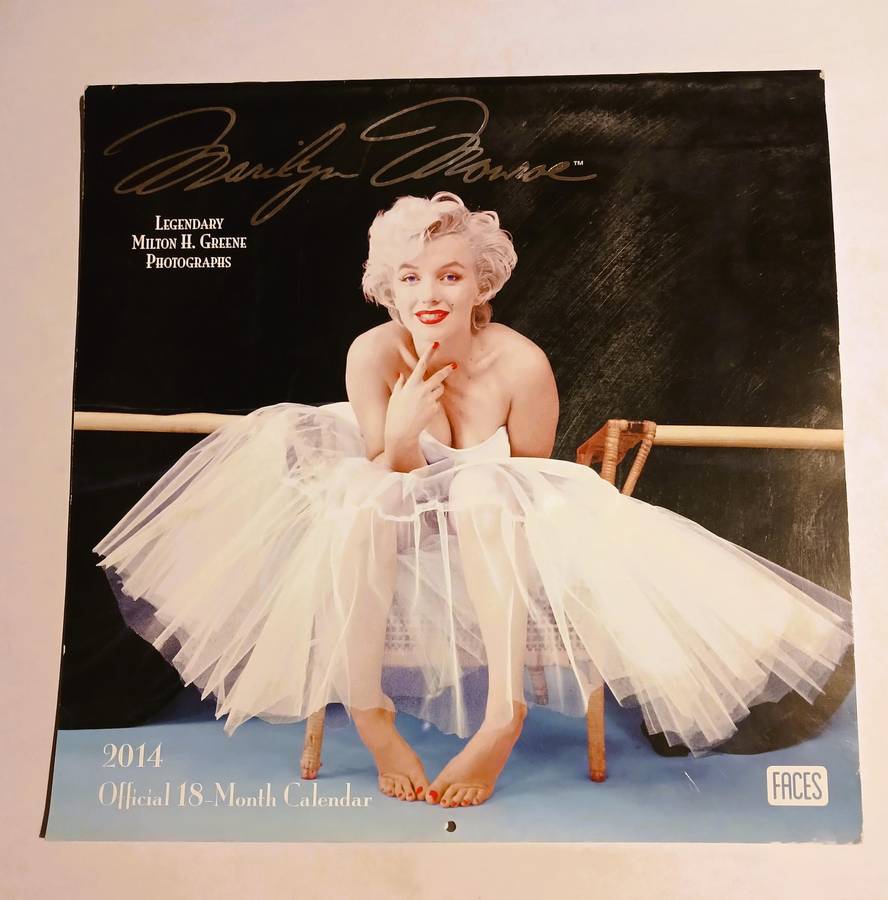 Marilyn Monroe™
Legendary
Milton H. Greene
Photographs
2014
Official 18-Month Calendar
FACES